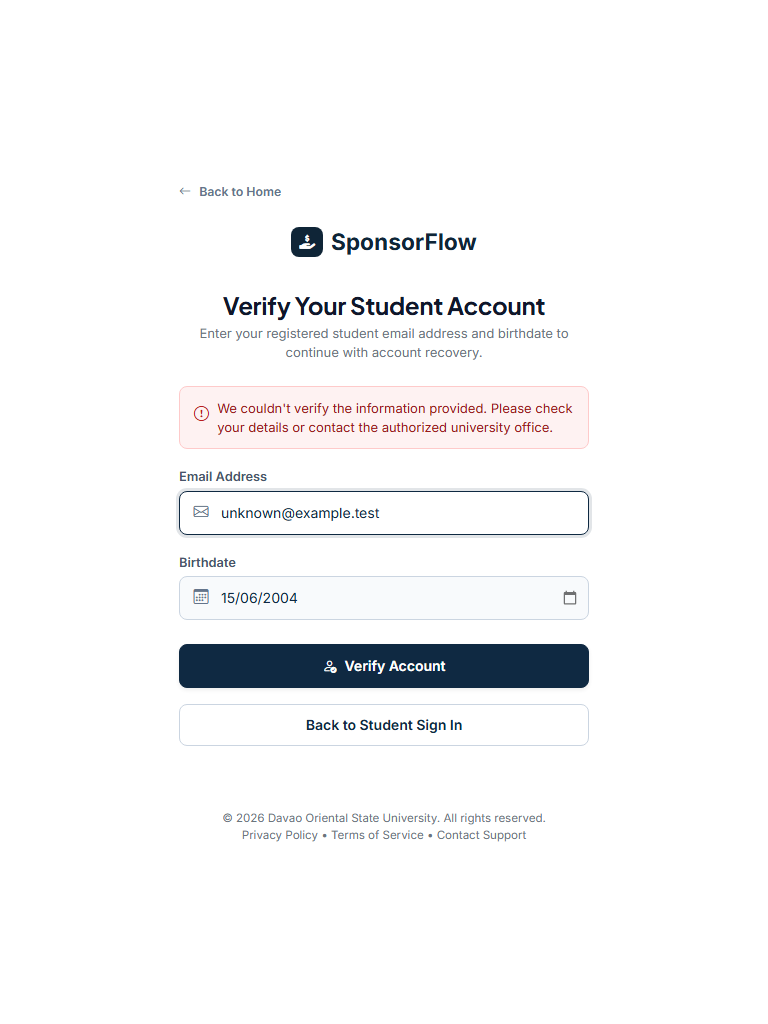 Back to Home
SponsorFlow
Verify Your Student Account
Enter your registered student email address and birthdate to
continue with account recovery.
We couldn't verify the information provided. Please check
your details or contact the authorized university office.
Email Address
unknown@example.test
Birthdate
15/06/2004
Verify Account
Back to Student Sign In
© 2026 Davao Oriental State University. All rights reserved.
Privacy Policy • Terms of Service • Contact Support